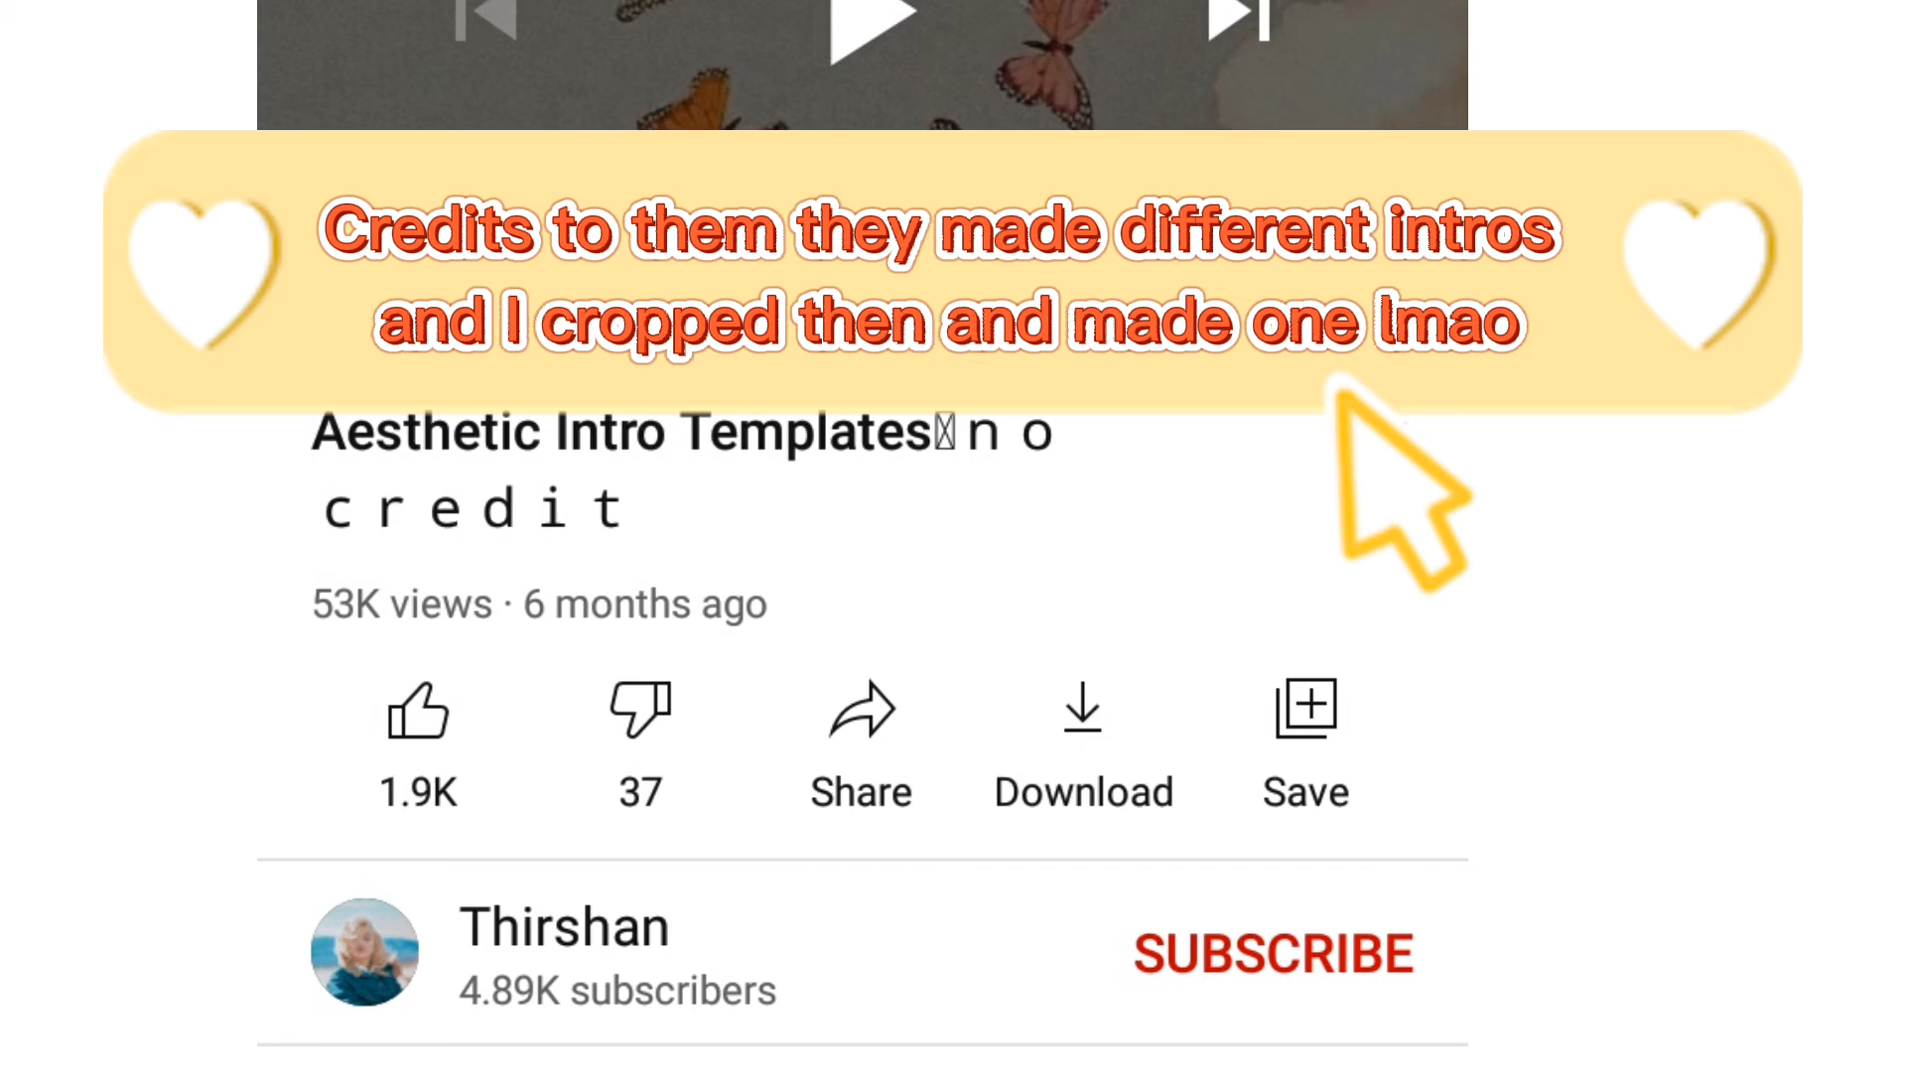 Credits to them they made different intros
and I cropped then and made one lmao
Aesthetic Intro Templates n o
c r e d i t
53K views · 6 months ago
1.9K
37
Share
Download
Save
Thirshan
SUBSCRIBE
4.89K subscribers